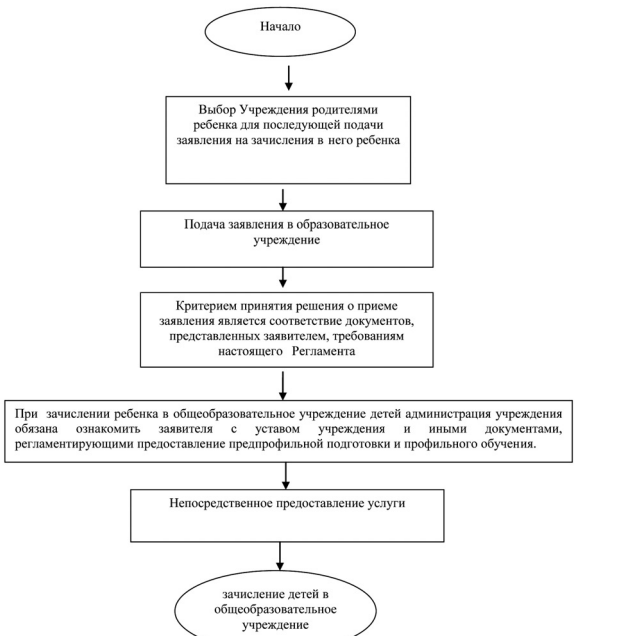 Начало
Выбор Учреждения родителями
ребенка для последующей подачи
заявления на зачисления в него ребенка
Подача заявления в образовательное
учреждение
Критерием принятия решения о приеме
заявления является соответствие документов,
представленных заявителем, требованиям
настоящего Регламента
При зачислении ребенка в общеобразовательное учреждение детей администрация учреждения
обязана ознакомить заявителя с уставом учреждения и иными документами,
регламентирующими предоставление предпрофильной подготовки и профильного обучения.
Непосредственное предоставление услуги
зачисление детей в
общеобразовательное
учреждение